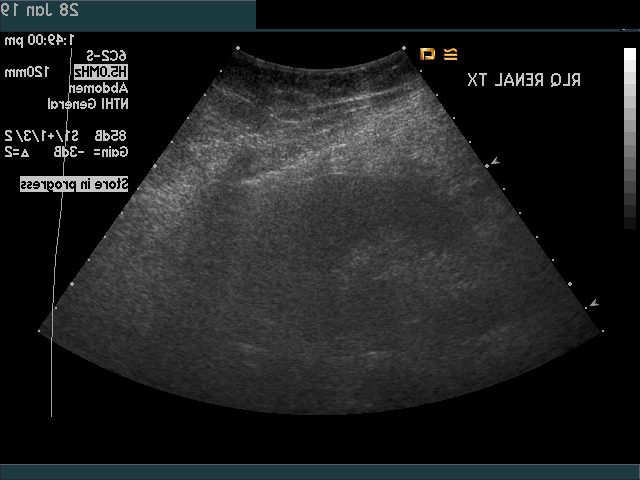 28 Jan 19
1:49:00 pm
6C2-S
H5.0MHz 120mm
Abdomen
NTHI General
85dB S1/+1/3/2
Gain= -3dB Δ=2
Store in progress
RLQ RENAL TX